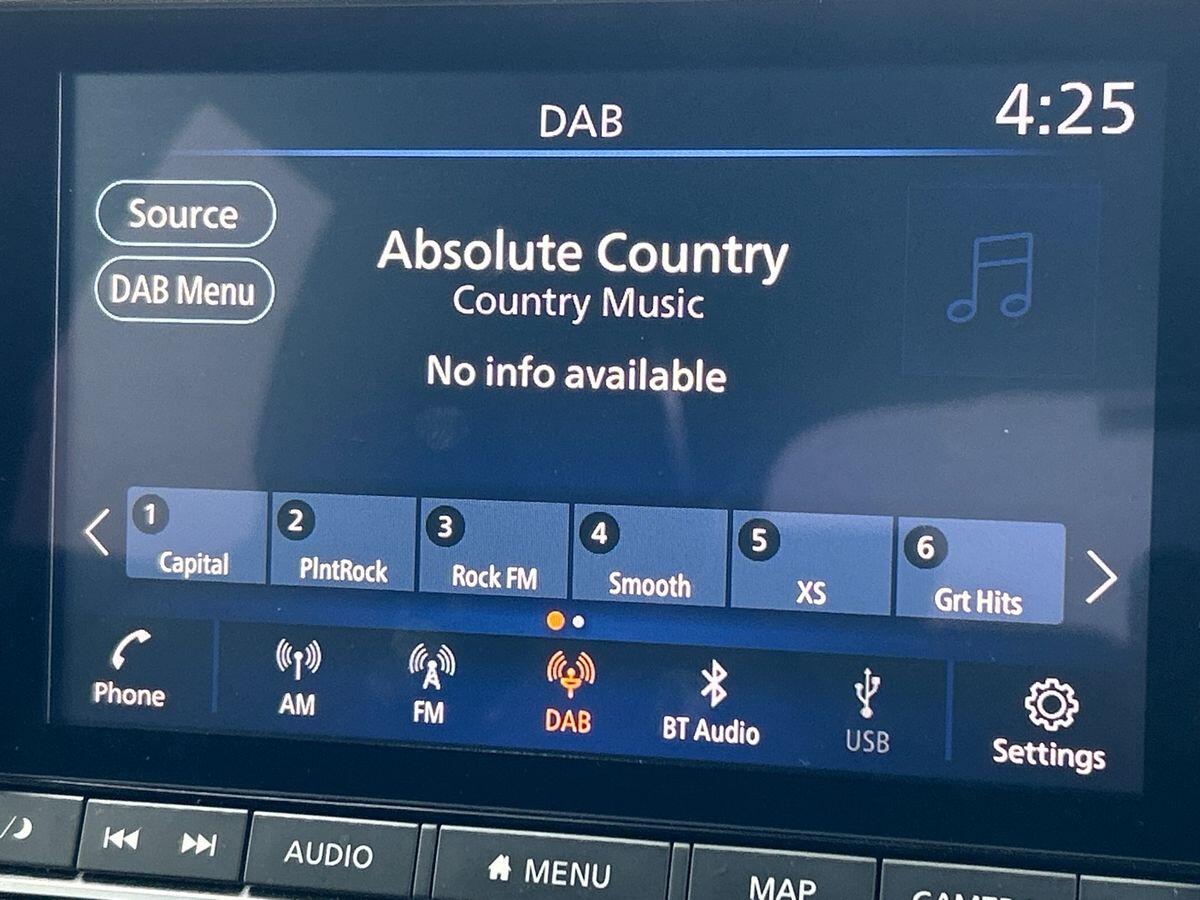 DAB
4:25
Source
DAB Menu
Absolute Country
Country Music
No info available
1
Capital
2
PlntRock
3
Rock FM
4
Smooth
5
XS
6
Grt Hits
Phone
AM
FM
DAB
BT Audio
USB
Settings
AUDIO
MENU
MAP